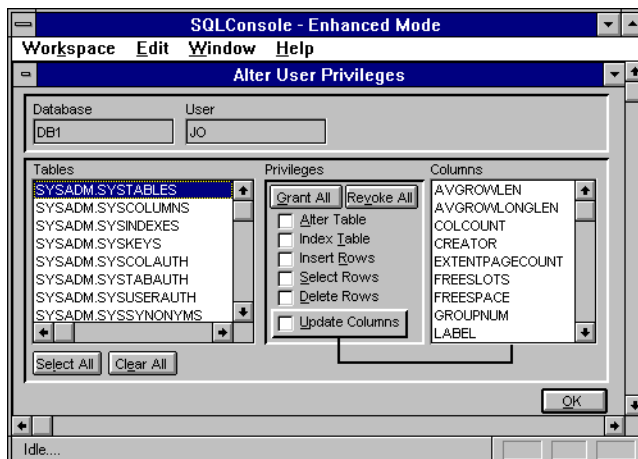 SQLConsole - Enhanced Mode
Workspace Edit Window Help
Alter User Privileges
Database User
DB1 JO
Tables Privileges Columns
SYSADM.SYSTABLES
SYSADM.SYSCOLUMNS
SYSADM.SYSINDEXES
SYSADM.SYSKEYS
SYSADM.SYSCOLAUTH
SYSADM.SYSTABAUTH
SYSADM.SYSUSERAUTH
SYSADM.SYSSYNONYMS
Grant All Revoke All
Alter Table
Index Table
Insert Rows
Select Rows
Delete Rows
Update Columns
AVGROWLEN
AVGROWLONGLEN
COLCOUNT
CREATOR
EXTENTPAGECOUNT
FREESLOTS
FREESPACE
GROUPNUM
LABEL
Select All Clear All
OK
Idle....